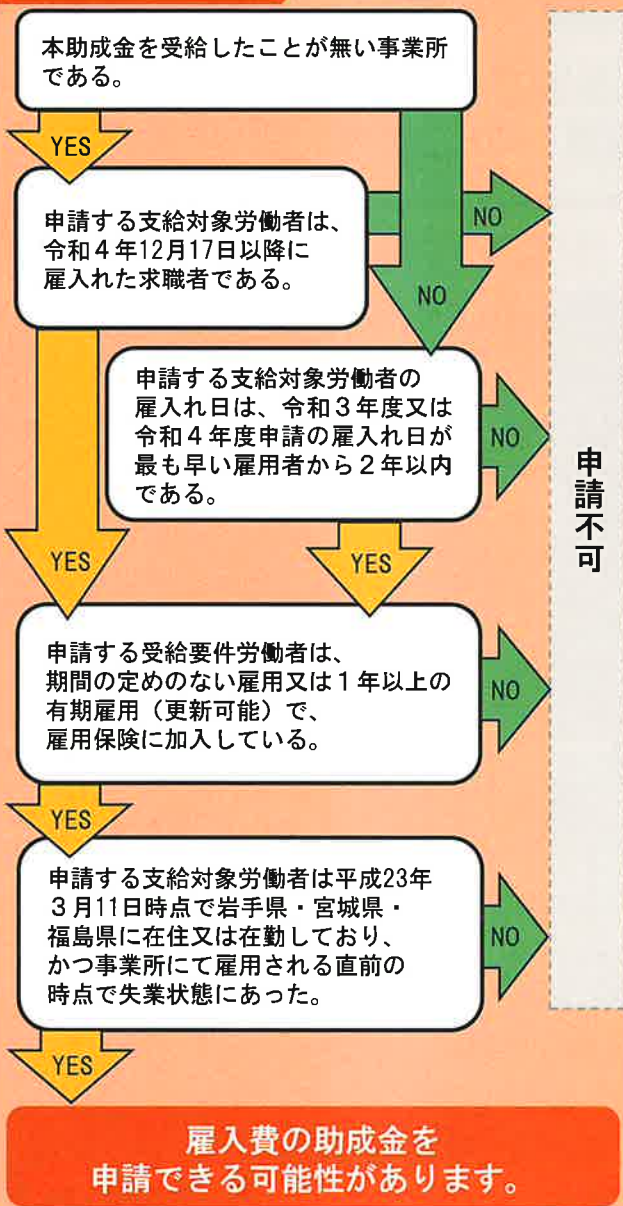 本助成金を受給したことが無い事業所
である。
YES
申請する支給対象労働者は、
令和4年12月17日以降に
雇入れた求職者である。
NO
NO
申請する支給対象労働者の
雇入れ日は、令和3年度又は
令和4年度申請の雇入れ日が
最も早い雇用者から2年以内
である。
NO
申請不可
YES
YES
申請する受給要件労働者は、
期間の定めのない雇用又は1年以上の
有期雇用（更新可能）で、
雇用保険に加入している。
NO
YES
申請する支給対象労働者は平成23年
3月11日時点で岩手県・宮城県・
福島県に在住又は在勤しており、
かつ事業所にて雇用される直前の
時点で失業状態にあった。
NO
YES
雇入費の助成金を
申請できる可能性があります。